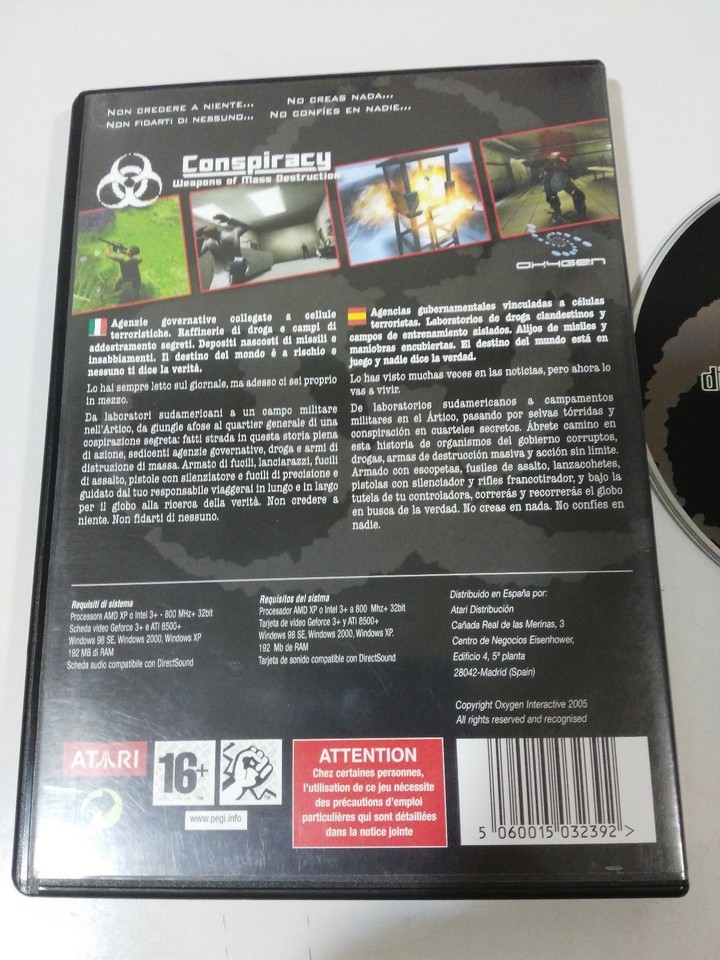 Non credere a niente...
Non fidarti di nessuno...
No creas nada...
No confíes en nadie...
Conspiracy
Weapons of Mass Destruction
OXYGEN
Agenzie governative collegate a cellule
terroristiche. Raffinerie di droga e campi di
addestramento segreti. Depositi nascosti di missili e
insabbiamenti. Il destino del mondo è a rischio e
nessuno ti dice la verità.
Lo hai sempre letto sul giornale, ma adesso ci sei proprio
in mezzo.
Da laboratori sudamericani a un campo militare
nell'Artico, da giungle afose al quartier generale di una
cospirazione segreta: fatti strada in questa storia piena
di azione, sedicenti agenzie governative, droga e armi di
distruzione di massa. Armato di fucili, lanciarazzi, fucili
di assalto, pistole con silenziatore e fucili di precisione e
guidato dal tuo responsabile viaggerai in lungo e in largo
per il globo alla ricerca della verità. Non credere a
niente. Non fidarti di nessuno.
Agencias gubernamentales vinculadas a células
terroristas. Laboratorios de droga clandestinos y
campos de entrenamiento aislados. Alijos de misiles y
maniobras encubiertas. El destino del mundo está en
juego y nadie dice la verdad.
Lo has visto muchas veces en las noticias, pero ahora lo
vas a vivir.
De laboratorios sudamericanos a campamentos
militares en el Ártico, pasando por selvas tórridas y
conspiración en cuarteles secretos. Ábrete camino en
esta historia de organismos del gobierno corruptos,
drogas, armas de destrucción masiva y acción sin límite.
Armado con escopetas, fusiles de asalto, lanzacohetes,
pistolas con silenciador y rifles francotirador, y bajo la
tutela de tu controladora, correrás y recorrerás el globo
en busca de la verdad. No creas en nada. No confíes en
nadie.
Requisiti di sistema
Processore AMD XP o Intel 3+ - 800 MHz+ 32bit
Scheda video Geforce 3+ e ATI 8500+
Windows 98 SE, Windows 2000, Windows XP
192 MB di RAM
Scheda audio compatibile con DirectSound
Requisitos del sistma
Procesador AMD XP o Intel 3+ a 800 Mhz+ 32bit
Tarjeta de vídeo Geforce 3+ y ATI 8500+
Windows 98 SE, Windows 2000, Windows XP.
192 Mb de RAM
Tarjeta de sonido compatible con DirectSound
Distribuido en España por:
Atari Distribución
Cañada Real de las Merinas, 3
Centro de Negocios Eisenhower,
Edificio 4, 5ª planta
28042-Madrid (Spain)
Copyright Oxygen Interactive 2005
All rights reserved and recognised
ATARI
16+
www.pegi.info
ATTENTION
Chez certaines personnes,
l'utilisation de ce jeu nécessite
des précautions d'emploi
particulières qui sont détaillées
dans la notice jointe
5 060015 032392 >